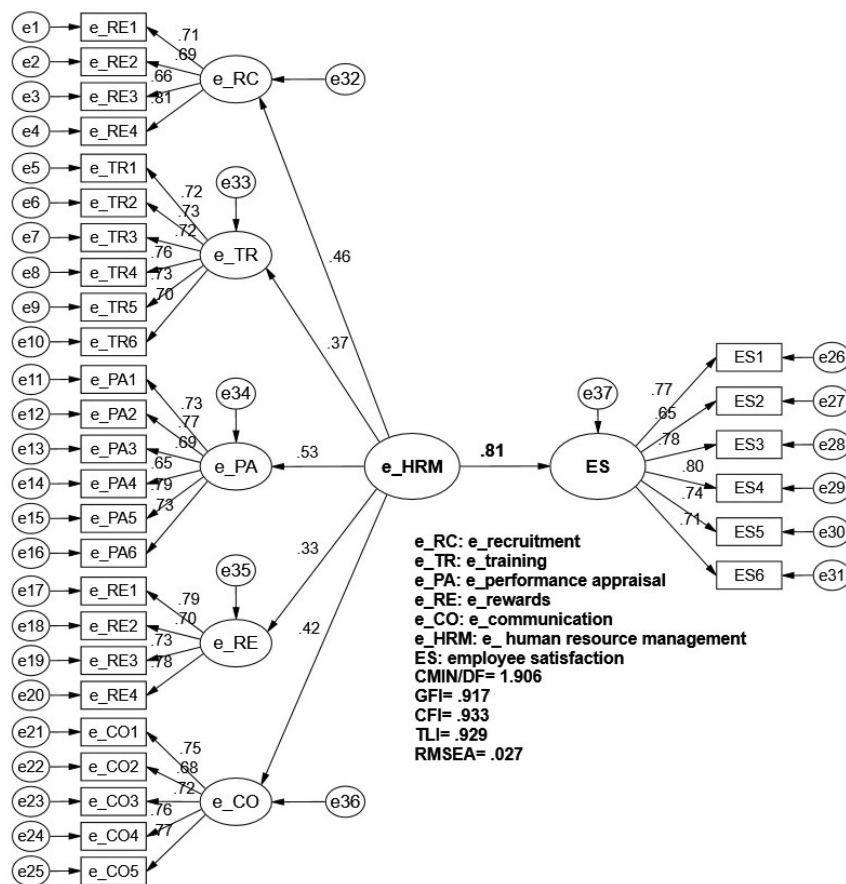 e1 e_RE1 .71
e2 e_RE2 .69
e3 e_RE3 .66
e4 e_RE4 .81
e_RC e32
e5 e_TR1 .72
e6 e_TR2 .73
e7 e_TR3 .72
e8 e_TR4 .76
e9 e_TR5 .73
e10 e_TR6 .70
e33
e_TR
e11 e_PA1 .73
e12 e_PA2 .77
e13 e_PA3 .69
e14 e_PA4 .65
e15 e_PA5 .79
e16 e_PA6 .73
e34
e_PA
e17 e_RE1 .79
e18 e_RE2 .70
e19 e_RE3 .73
e20 e_RE4 .78
e35
e_RE
e21 e_CO1 .75
e22 e_CO2 .68
e23 e_CO3 .72
e24 e_CO4 .76
e25 e_CO5 .77
e_CO e36
.46
.37
.53
.33
.42
e_HRM .81 ES
e37
.77 ES1 e26
.65 ES2 e27
.78 ES3 e28
.80 ES4 e29
.74 ES5 e30
.71 ES6 e31
e_RC: e_recruitment
e_TR: e_training
e_PA: e_performance appraisal
e_RE: e_rewards
e_CO: e_communication
e_HRM: e_ human resource management
ES: employee satisfaction
CMIN/DF= 1.906
GFI= .917
CFI= .933
TLI= .929
RMSEA= .027